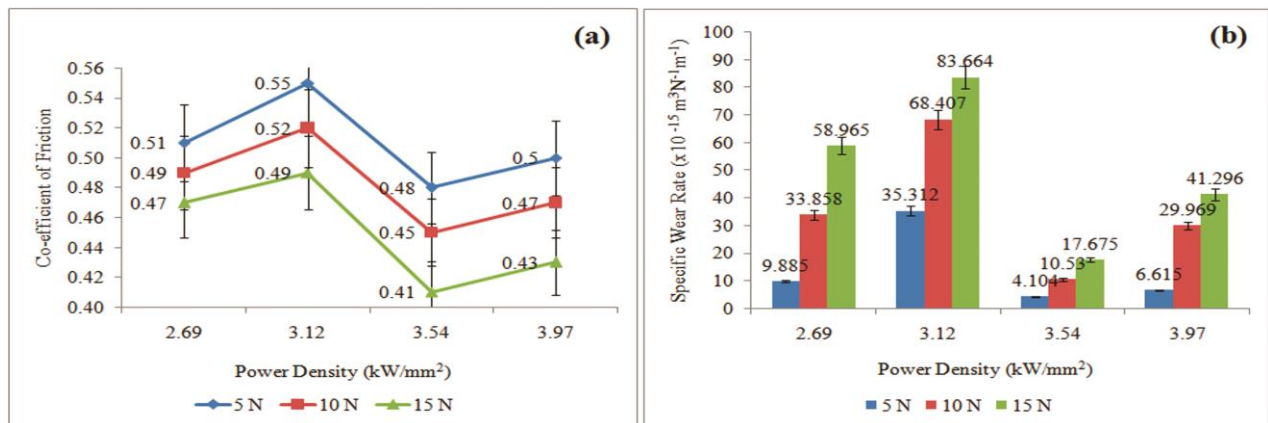 (a)
Co-efficient of Friction
0.56
0.54
0.52
0.50
0.48
0.46
0.44
0.42
0.40
0.51
0.55
0.48
0.5
0.49
0.52
0.45
0.47
0.47
0.49
0.41
0.43
2.69 3.12 3.54 3.97
Power Density (kW/mm²)
5 N 10 N 15 N
(b)
Specific Wear Rate (x 10 ⁻¹⁵ m³N⁻¹m⁻¹)
100
90
80
70
60
50
40
30
20
10
0
9.885 33.858 58.965
35.312 68.407 83.664
4.104 10.53 17.675
6.615 29.969 41.296
2.69 3.12 3.54 3.97
Power Density (kW/mm²)
5 N 10 N 15 N